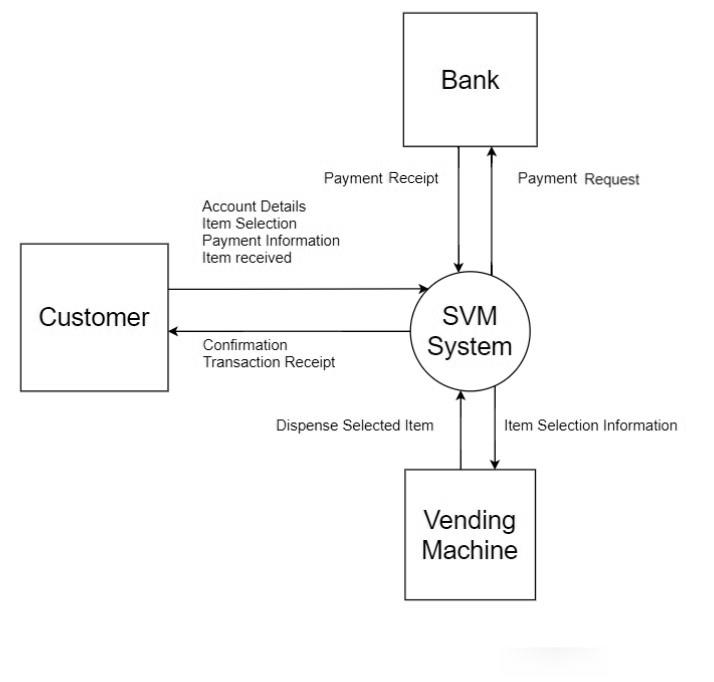 Bank
Payment Receipt
Payment Request
Account Details
Item Selection
Payment Information
Item received
Customer
SVM
System
Confirmation
Transaction Receipt
Dispense Selected Item
Item Selection Information
Vending
Machine